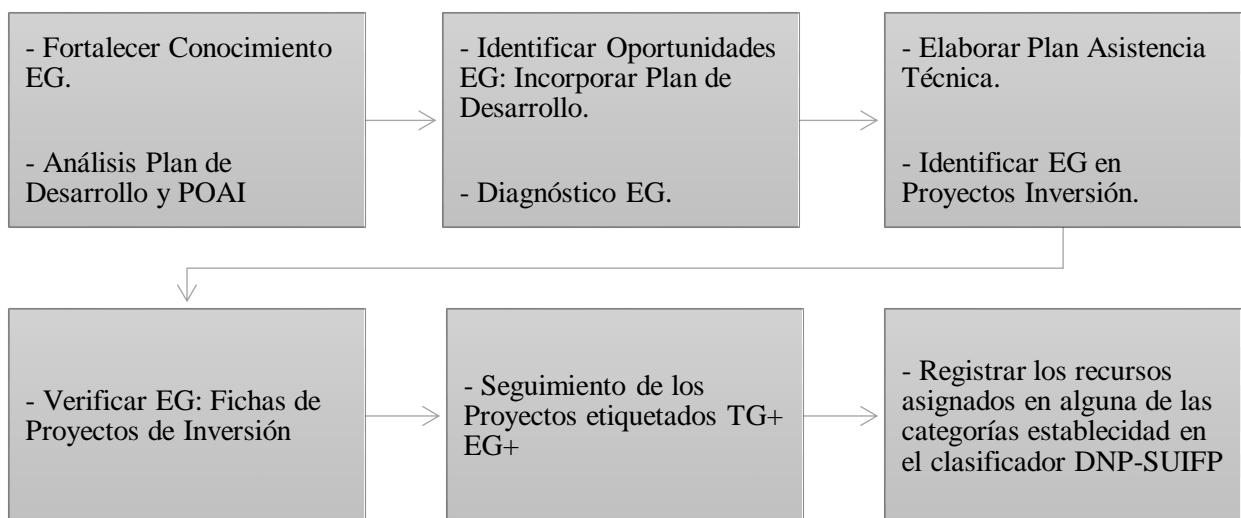 - Fortalecer Conocimiento
EG.
- Análisis Plan de
Desarrollo y POAI
- Identificar Oportunidades
EG: Incorporar Plan de
Desarrollo.
- Diagnóstico EG.
- Elaborar Plan Asistencia
Técnica.
- Identificar EG en
Proyectos Inversión.
- Verificar EG: Fichas de
Proyectos de Inversión
- Seguimiento de los
Proyectos etiquetados TG+
EG+
- Registrar los recursos
asignados en alguna de las
categorías establecidad en
el clasificador DNP-SUIFP